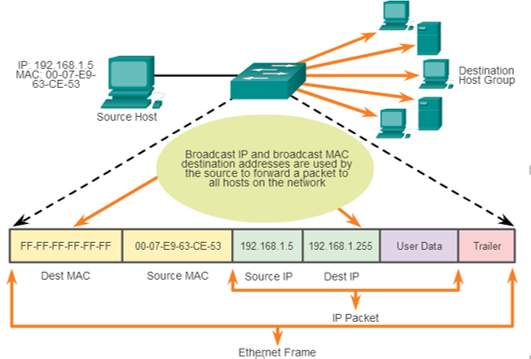 IP: 192.168.1.5
MAC: 00-07-E9-
63-CE-53
Source Host
Destination
Host Group
Broadcast IP and broadcast MAC
destination addresses are used by
the source to forward a packet to
all hosts on the network
FF-FF-FF-FF-FF-FF 00-07-E9-63-CE-53 192.168.1.5 192.168.1.255 User Data Trailer
Dest MAC Source MAC Source IP Dest IP
IP Packet
Ethernet Frame